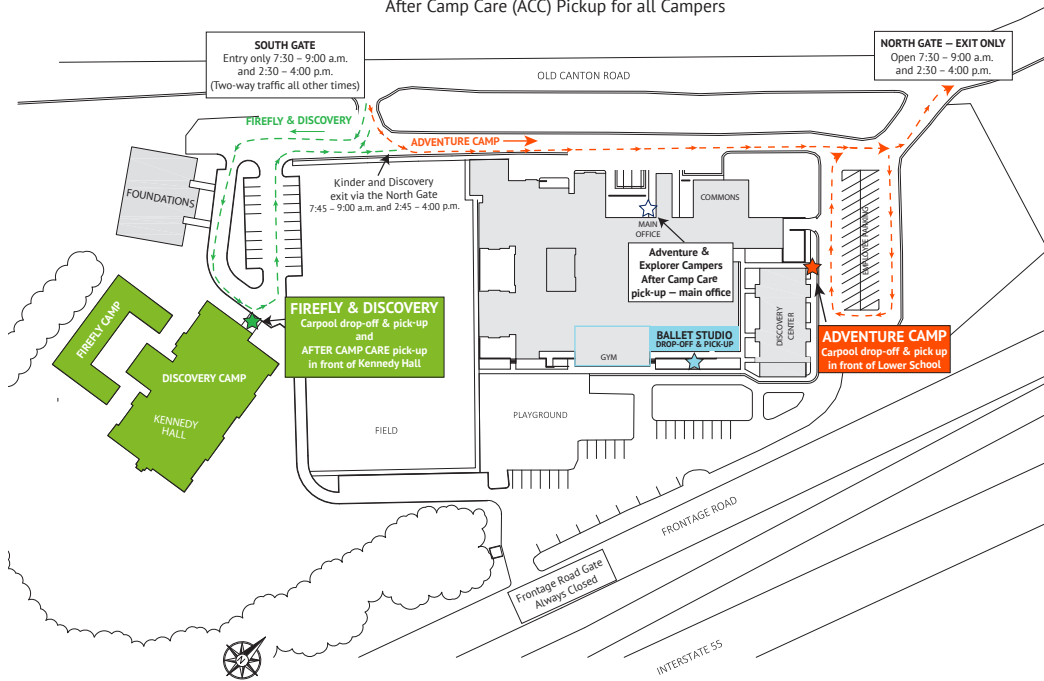 After Camp Care (ACC) Pickup for all Campers
SOUTH GATE
Entry only 7:30 – 9:00 a.m.
and 2:30 – 4:00 p.m.
(Two-way traffic all other times)
NORTH GATE — EXIT ONLY
Open 7:30 – 9:00 a.m.
and 2:30 – 4:00 p.m.
OLD CANTON ROAD
FIREFLY & DISCOVERY
ADVENTURE CAMP
Kinder and Discovery
exit via the North Gate
7:45 – 9:00 a.m. and 2:45 – 4:00 p.m.
FOUNDATIONS
COMMONS
MAIN
OFFICE
EMPLOYEE PARKING
Adventure &
Explorer Campers
After Camp Care
pick-up — main office
FIREFLY & DISCOVERY
Carpool drop-off & pick-up
and
AFTER CAMP CARE pick-up
in front of Kennedy Hall
FIREFLY CAMP
DISCOVERY CAMP
KENNEDY
HALL
BALLET STUDIO
DROP-OFF & PICK-UP
GYM
DISCOVERY
CENTER
ADVENTURE CAMP
Carpool drop-off & pick up
in front of Lower School
PLAYGROUND
FIELD
FRONTAGE ROAD
Frontage Road Gate
Always Closed
INTERSTATE 55